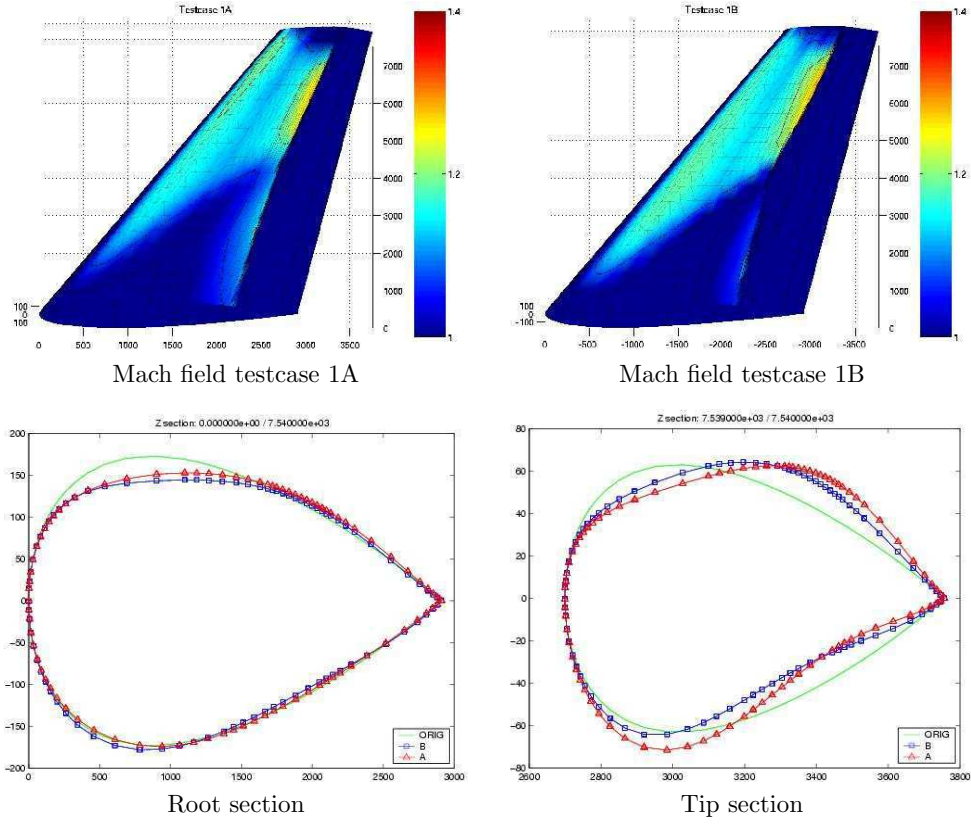 Testcase 1A
1.4
1.2
1
7000
6000
5000
4000
3000
2000
1000
0
100
0
100
0 500 1000 1500 2000 2500 3000 3500
Testcase 1B
1.4
1.2
1
7000
6000
5000
4000
3000
2000
1000
0
100
0
-100
0 -500 -1000 -1500 -2000 -2500 -3000 -3500
Mach field testcase 1A
Mach field testcase 1B
Z section: 0.000000e+00 / 7.540000e+03
200
150
100
50
0
-50
-100
-150
-200
0 500 1000 1500 2000 2500 3000
ORIG
B
A
Z section: 7.539000e+03 / 7.540000e+03
80
60
40
20
0
-20
-40
-60
-80
2600 2800 3000 3200 3400 3600 3800
ORIG
B
A
Root section
Tip section